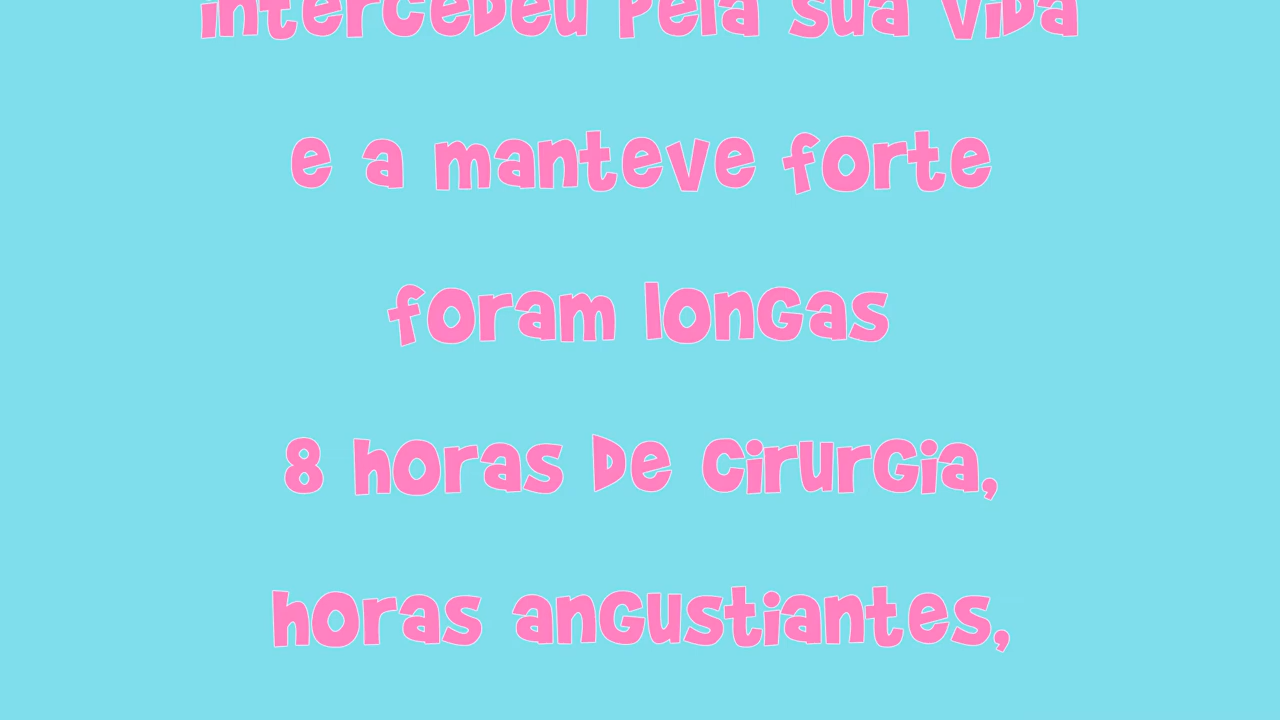 intercedeu pela sua vida
e a manteve forte
foram longas
8 horas de cirurgia,
horas angustiantes,